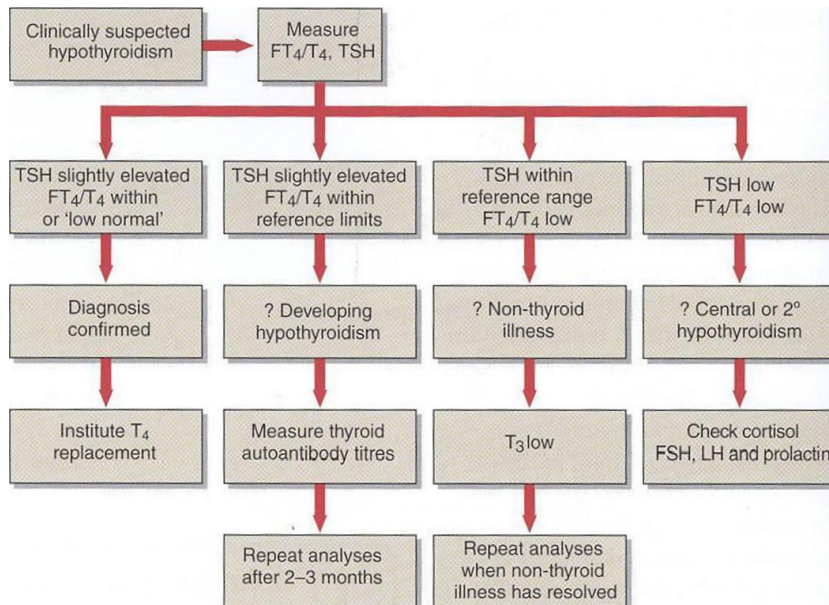 Clinically suspected
hypothyroidism
Measure
FT₄/T₄, TSH
TSH slightly elevated
FT₄/T₄ within
or 'low normal'
TSH slightly elevated
FT₄/T₄ within
reference limits
TSH within
reference range
FT₄/T₄ low
TSH low
FT₄/T₄ low
Diagnosis
confirmed
? Developing
hypothyroidism
? Non-thyroid
illness
? Central or 2º
hypothyroidism
Institute T₄
replacement
Measure thyroid
autoantibody titres
T₃ low
Check cortisol
FSH, LH and prolactin
Repeat analyses
after 2–3 months
Repeat analyses
when non-thyroid
illness has resolved